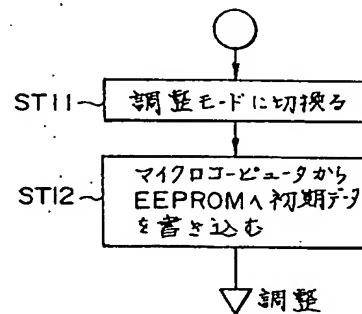 ST11
調整モードに切換る
ST12
マイクロコーピュータから
EEPROMへ初期データ
を書き込む
調整